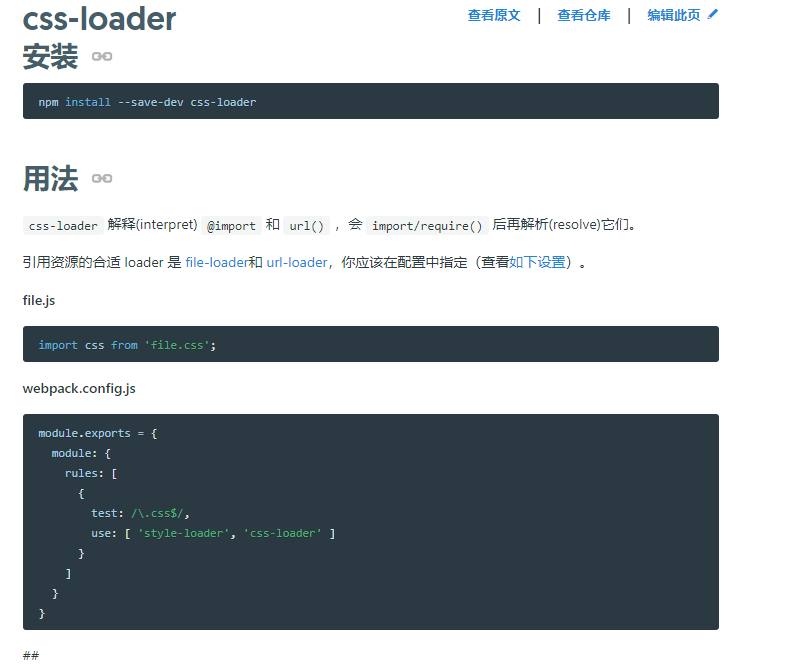 css-loader
查看原文 | 查看仓库 | 编辑此页
安装
npm install --save-dev css-loader
用法
css-loader 解释(interpret) @import 和 url() ，会 import/require() 后再解析(resolve)它们。
引用资源的合适 loader 是 file-loader和 url-loader，你应该在配置中指定（查看如下设置）。
file.js
import css from 'file.css';
webpack.config.js
module.exports = {
  module: {
    rules: [
      {
        test: /\.css$/,
        use: [ 'style-loader', 'css-loader' ]
      }
    ]
  }
}
##